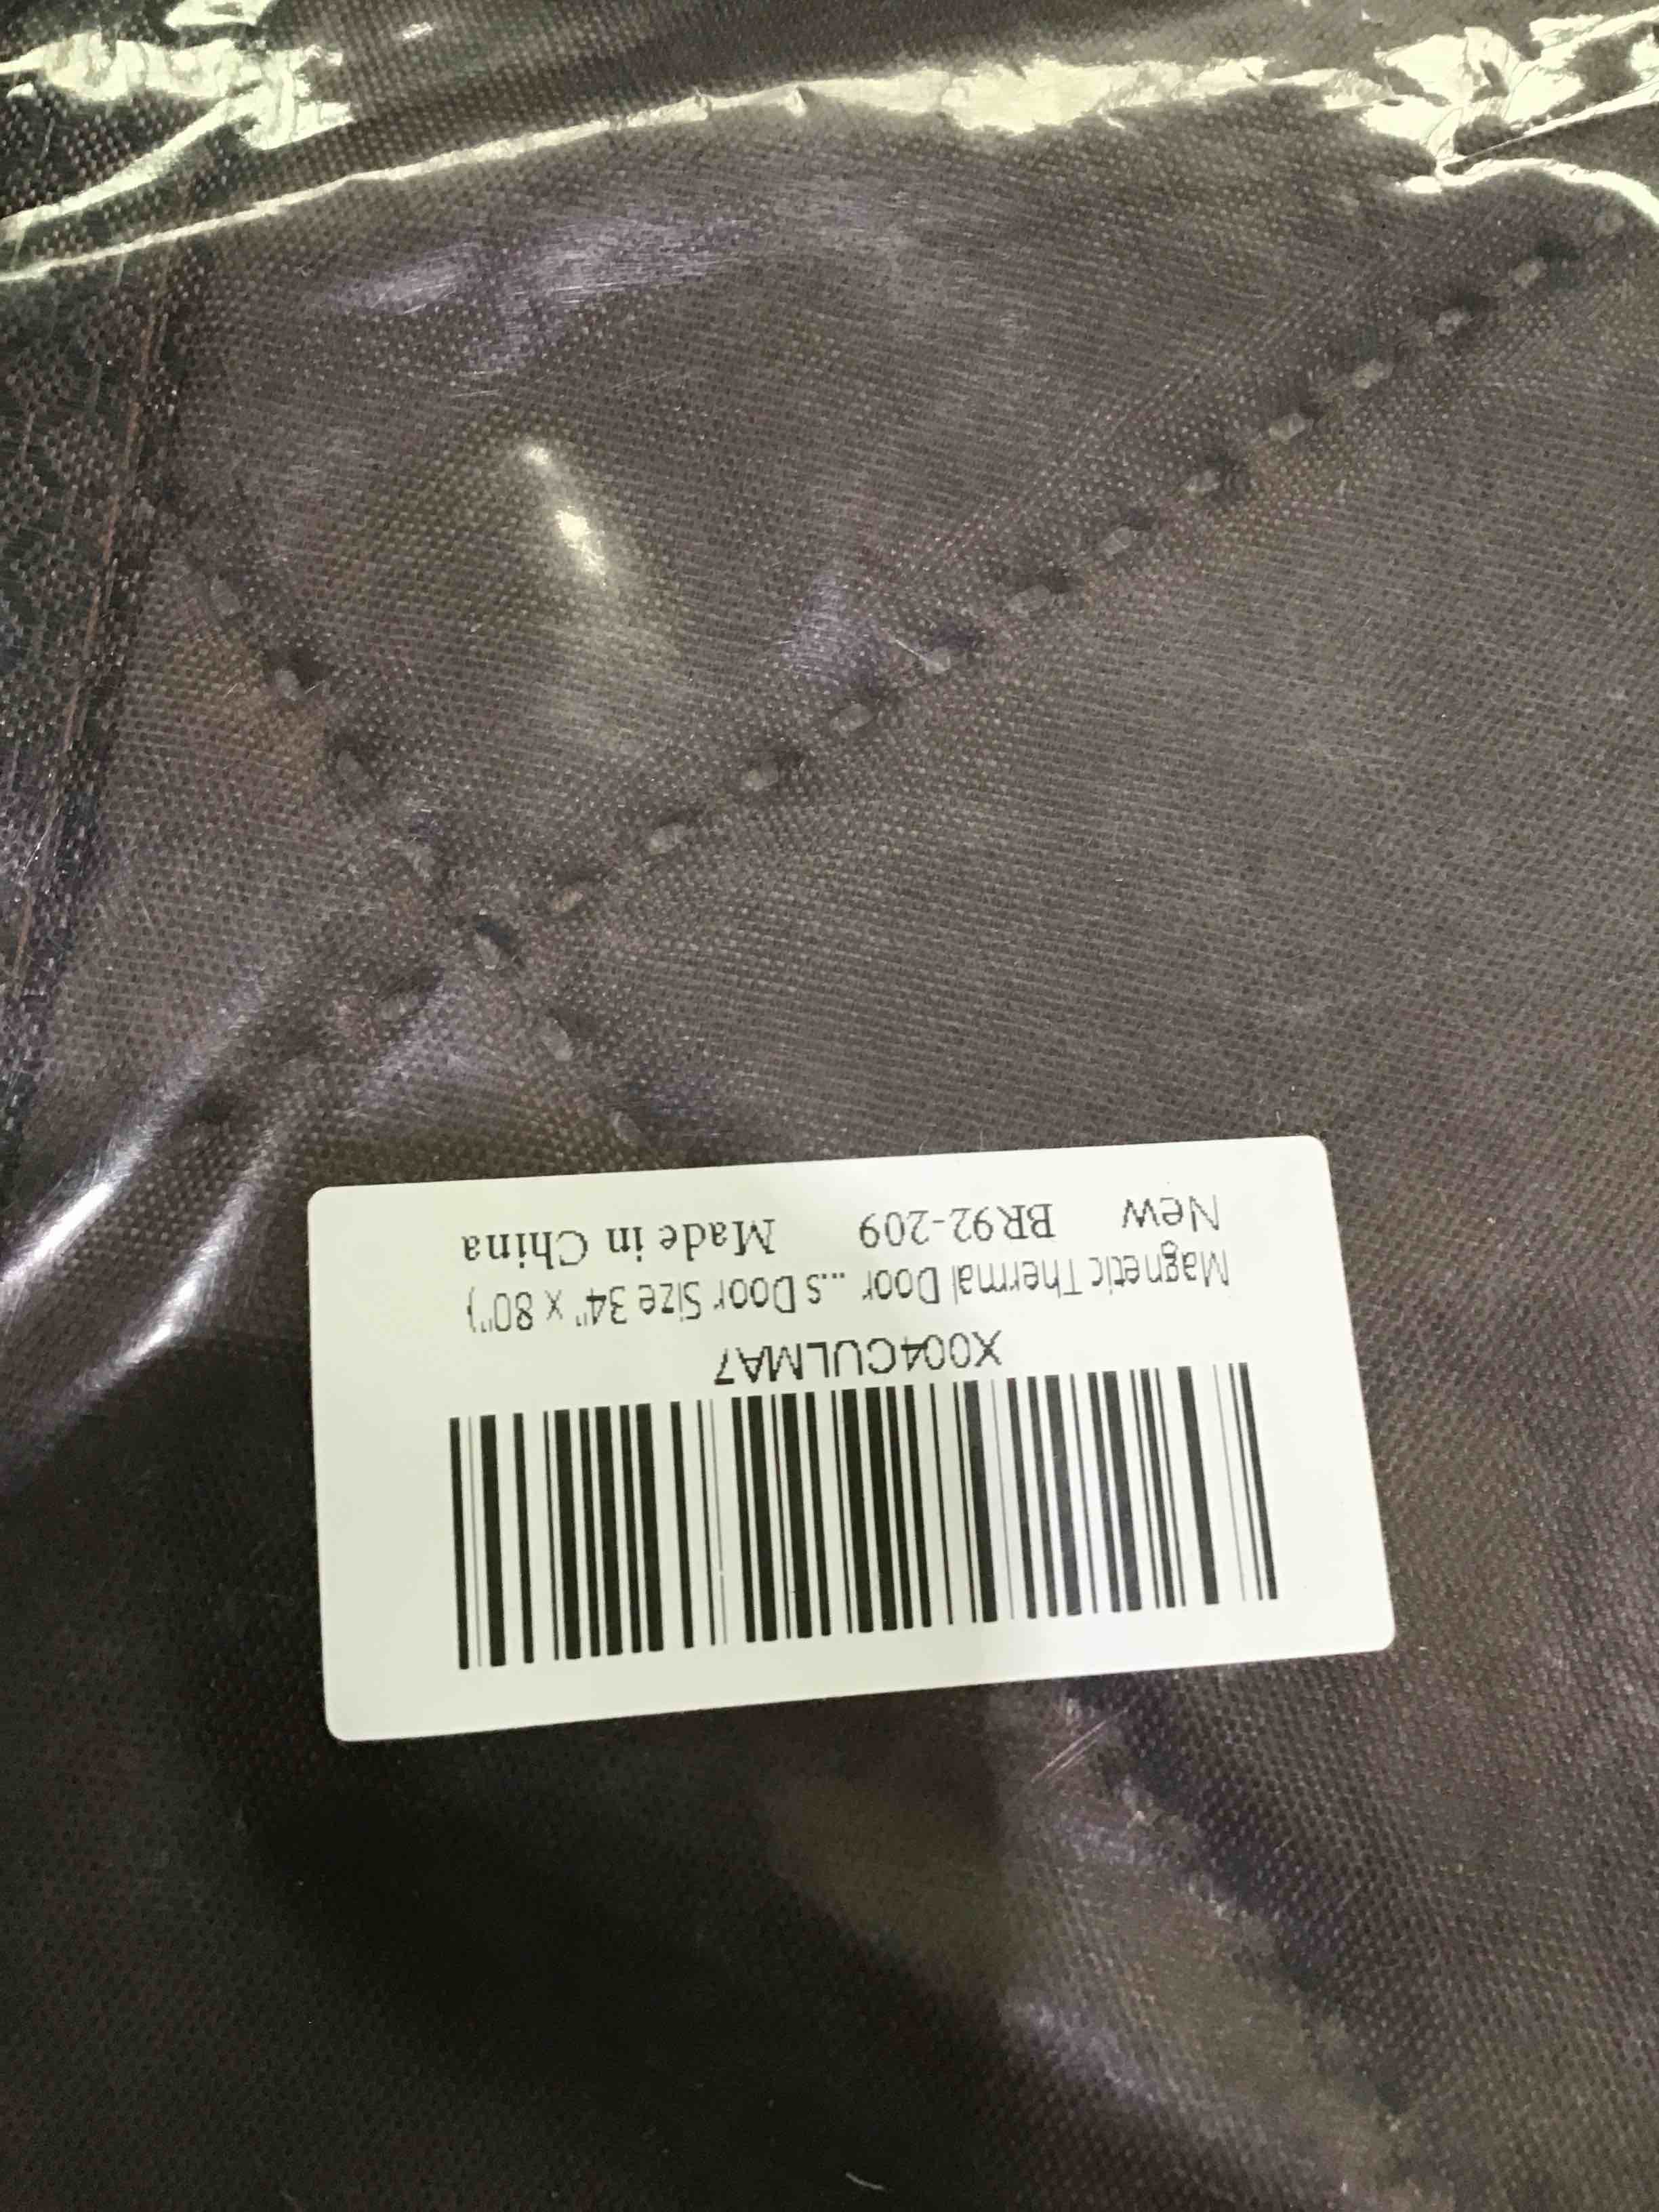 X004CULMA7
Magnetic Thermal Door ...s Door Size 34" x 80")
New BR92-209 Made in China